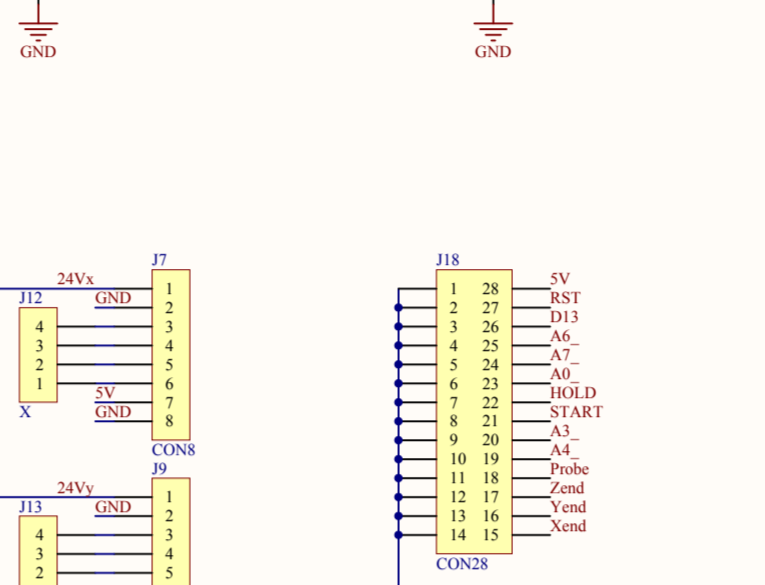 GND
GND
J7
24Vx
1
J12
GND
2
4
3
3
4
2
5
1
6
5V
7
X
GND
8
CON8
J9
24Vy
1
J13
GND
2
4
3
3
4
2
5
J18
1 28 5V
2 27 RST
3 26 D13
4 25 A6_
5 24 A7_
6 23 A0_
7 22 HOLD
8 21 START
9 20 A3_
10 19 A4_
11 18 Probe
12 17 Zend
13 16 Yend
14 15 Xend
CON28